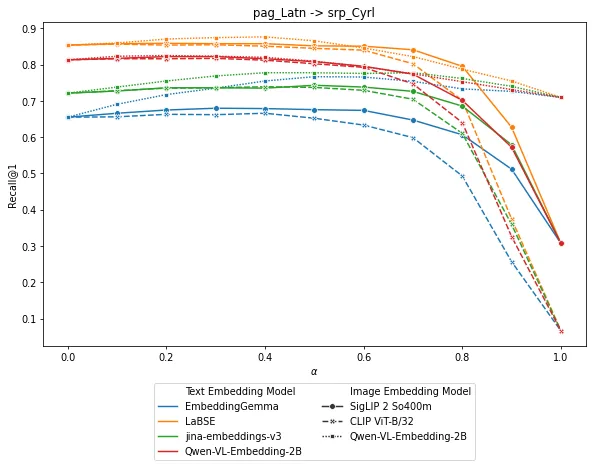 pag_Latn -> srp_Cyrl
Recall@1
0.9
0.8
0.7
0.6
0.5
0.4
0.3
0.2
0.1
0.0 0.2 0.4 0.6 0.8 1.0
α
Text Embedding Model
EmbeddingGemma
LaBSE
jina-embeddings-v3
Qwen-VL-Embedding-2B
Image Embedding Model
SigLIP 2 So400m
CLIP ViT-B/32
Qwen-VL-Embedding-2B